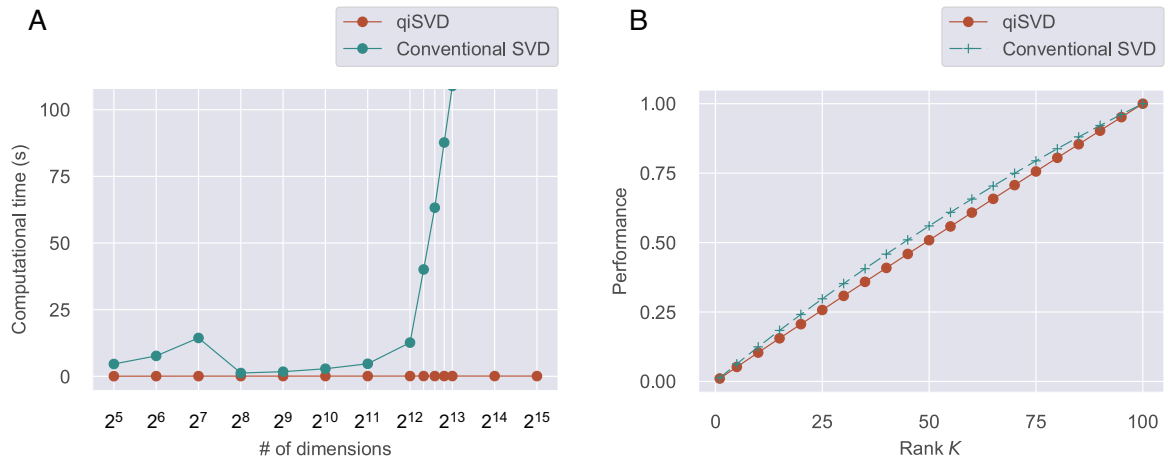 A
qiSVD
Conventional SVD
Computational time (s)
100
75
50
25
0
2⁵ 2⁶ 2⁷ 2⁸ 2⁹ 2¹⁰ 2¹¹ 2¹² 2¹³ 2¹⁴ 2¹⁵
# of dimensions
B
qiSVD
Conventional SVD
Performance
1.00
0.75
0.50
0.25
0.00
0 25 50 75 100
Rank K